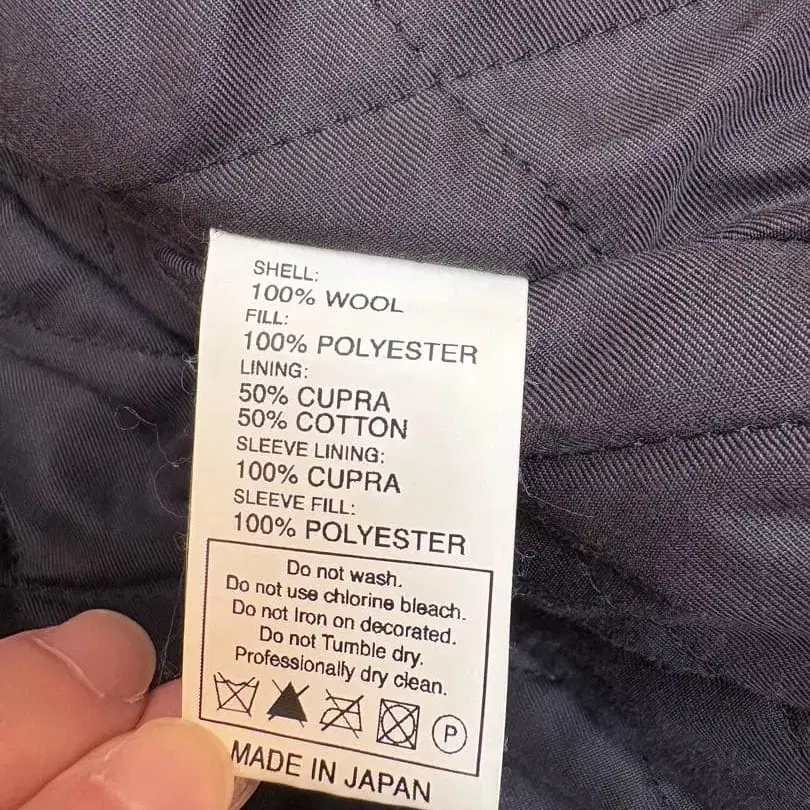 SHELL:
100% WOOL
FILL:
100% POLYESTER
LINING:
50% CUPRA
50% COTTON
SLEEVE LINING:
100% CUPRA
SLEEVE FILL:
100% POLYESTER
Do not wash.
Do not use chlorine bleach.
Do not Iron on decorated.
Do not Tumble dry.
Professionally dry clean.
P
MADE IN JAPAN